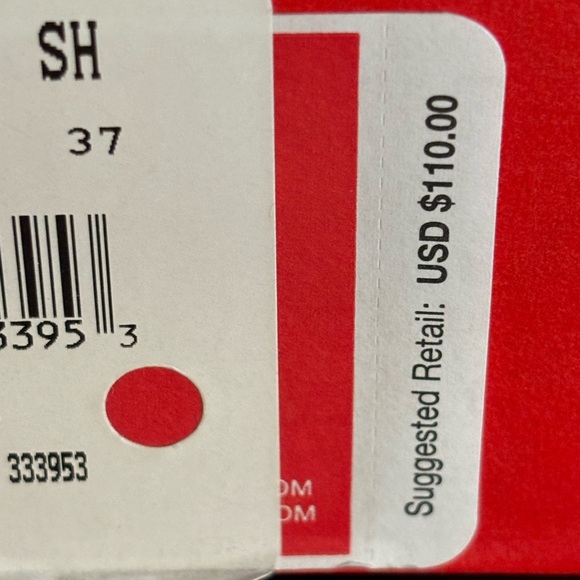 SH
37
3395 3
333953
OM
OM
Suggested Retail: USD $110.00